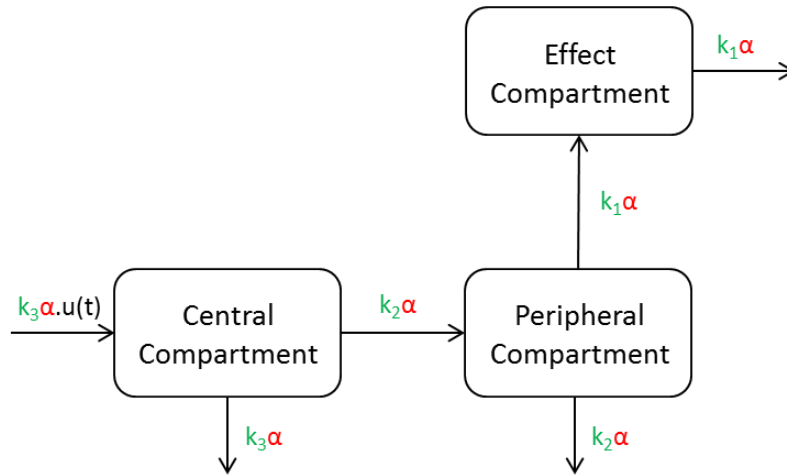 Effect
Compartment
k₁α
k₁α
k₃α.u(t)
Central
Compartment
k₂α
Peripheral
Compartment
k₃α
k₂α